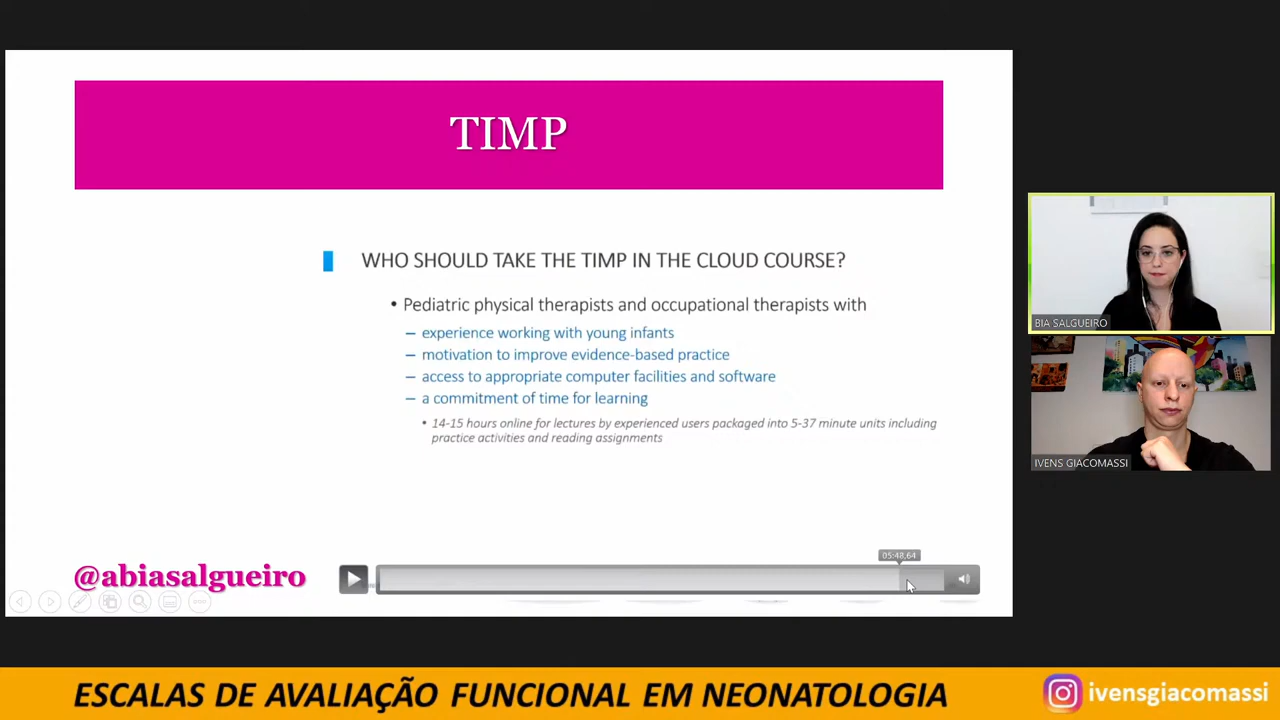 TIMP
WHO SHOULD TAKE THE TIMP IN THE CLOUD COURSE?
• Pediatric physical therapists and occupational therapists with
– experience working with young infants
– motivation to improve evidence-based practice
– access to appropriate computer facilities and software
– a commitment of time for learning
• 14-15 hours online for lectures by experienced users packaged into 5-37 minute units including
practice activities and reading assignments
05:48,64
@abiasalgueiro
BIA SALGUEIRO
IVENS GIACOMASSI
ESCALAS DE AVALIAÇÃO FUNCIONAL EM NEONATOLOGIA
ivensgiacomassi